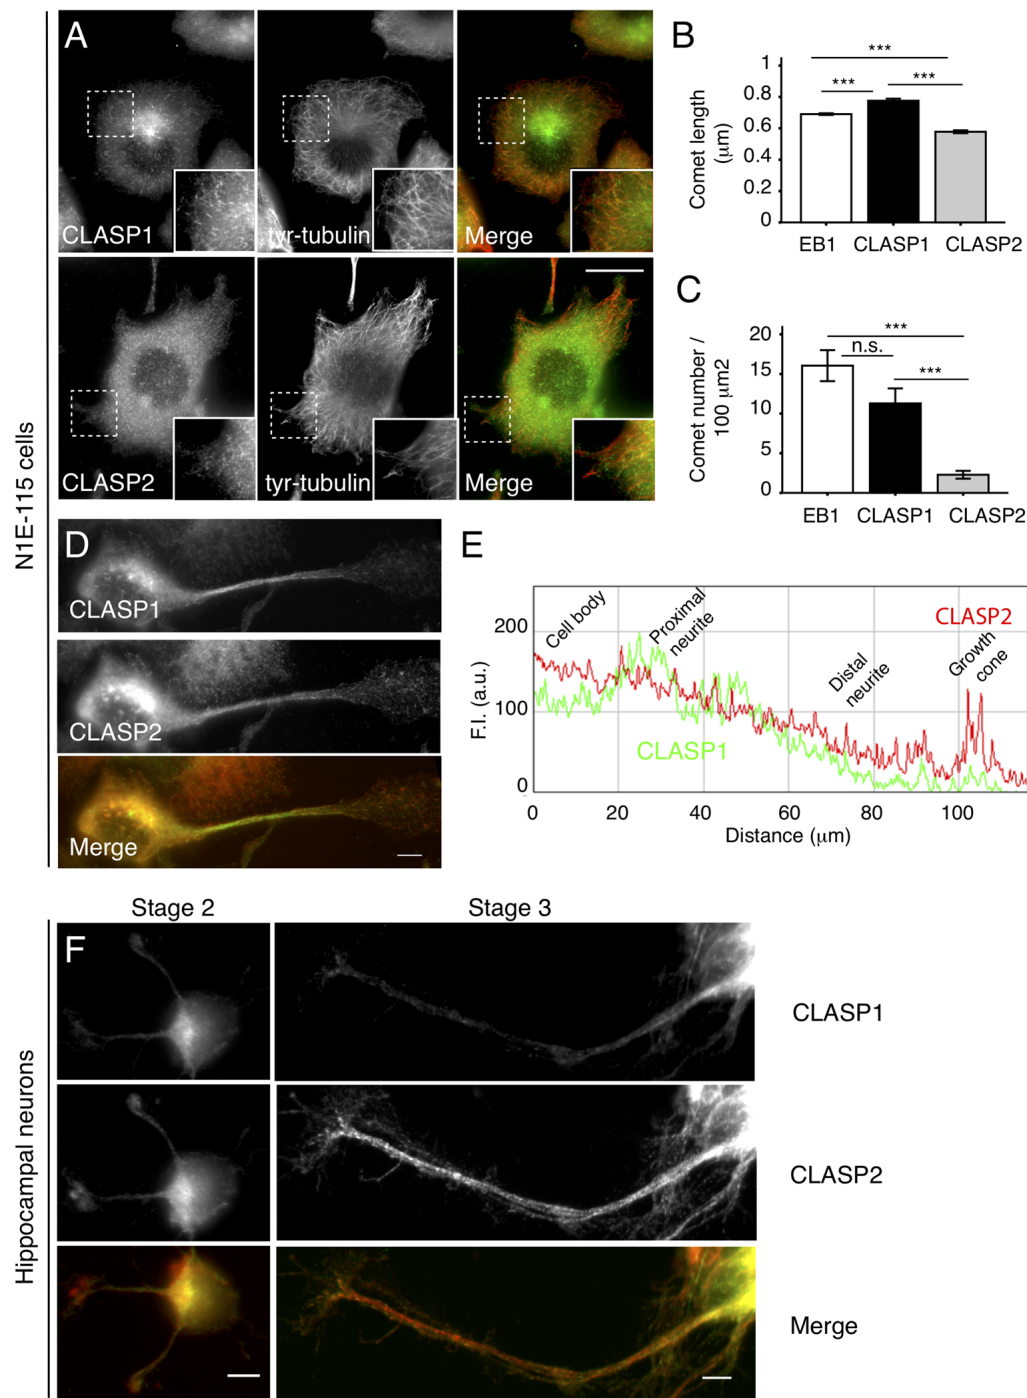 N1E-115 cells
A
CLASP1
tyr-tubulin
Merge
CLASP2
tyr-tubulin
Merge
B
Comet length
(μm)
1
0.8
0.6
0.4
0.2
0
***
***
***
EB1
CLASP1
CLASP2
C
Comet number /
100 μm2
20
15
10
5
0
***
n.s.
***
EB1
CLASP1
CLASP2
D
CLASP1
CLASP2
Merge
E
F.I. (a.u.)
200
100
0
Cell body
Proximal
neurite
Distal
neurite
Growth
cone
CLASP2
CLASP1
0
20
40
60
80
100
Distance (μm)
Hippocampal neurons
Stage 2
Stage 3
F
CLASP1
CLASP2
Merge